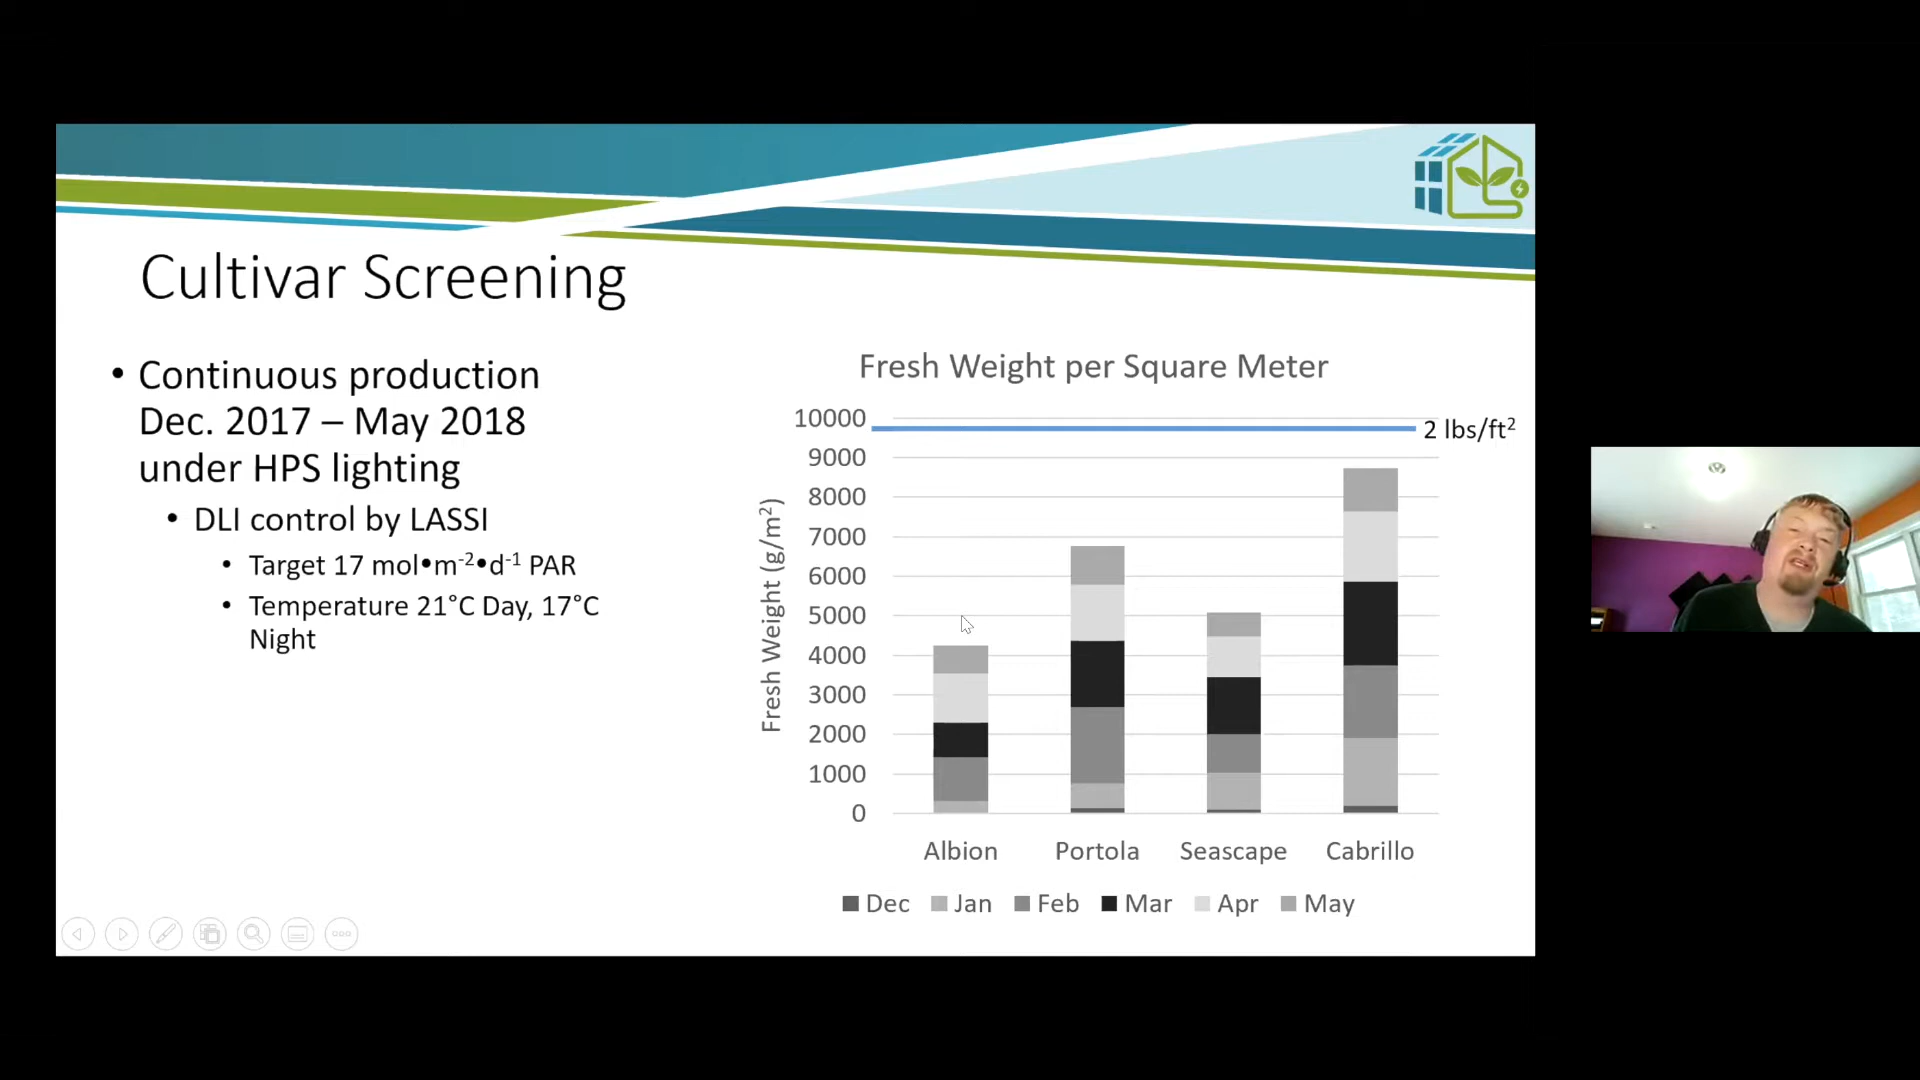 Cultivar Screening
• Continuous production
Dec. 2017 – May 2018
under HPS lighting
• DLI control by LASSI
• Target 17 mol•m⁻²•d⁻¹ PAR
• Temperature 21°C Day, 17°C
Night
Fresh Weight per Square Meter
10000
2 lbs/ft²
9000
8000
7000
6000
5000
4000
3000
2000
1000
0
Fresh Weight (g/m²)
Albion Portola Seascape Cabrillo
Dec Jan Feb Mar Apr May